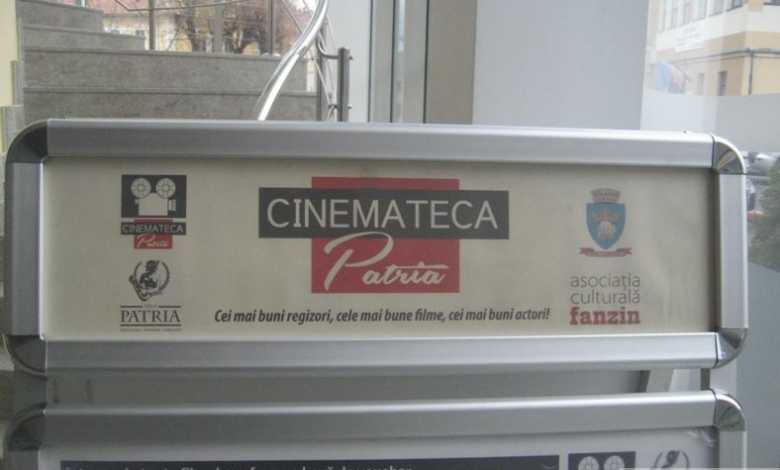 CINEMATECA
Patria
CINEMATECA
Patria
PATRIA
Cei mai buni regizori, cele mai bune filme, cei mai buni actori!
asociația
culturală
fanzin